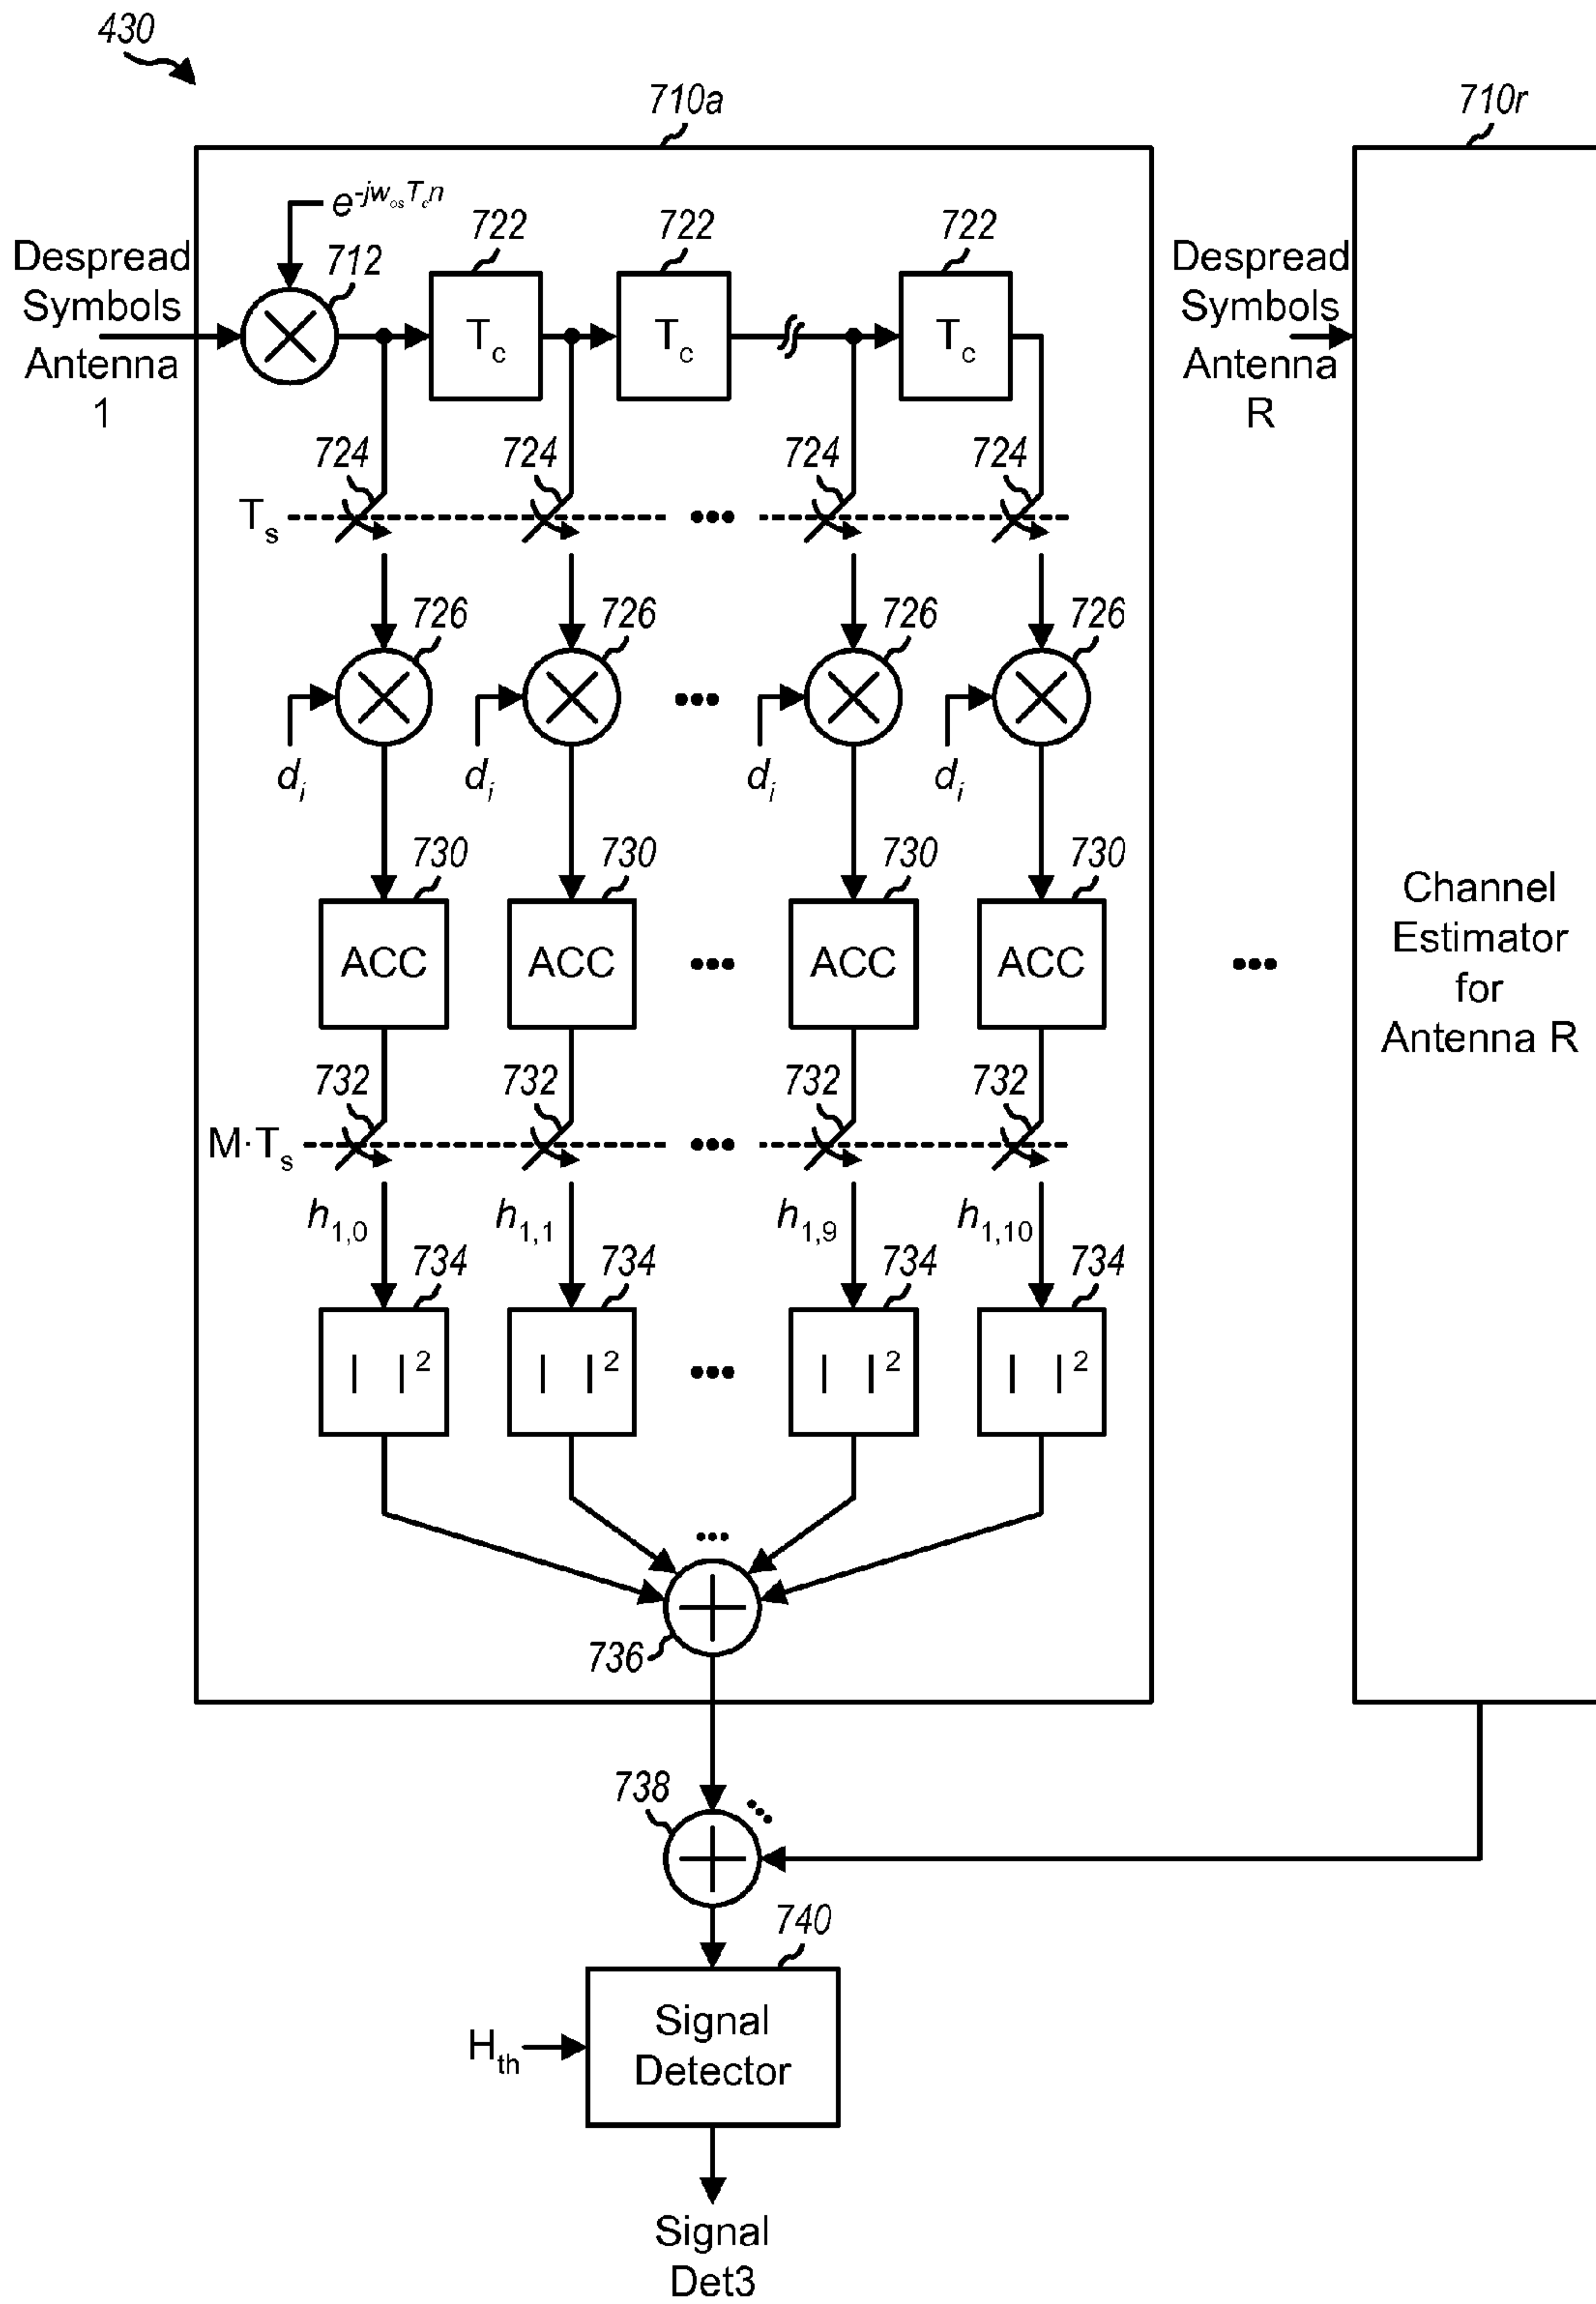 430
710a
710r
e-jwosTcn
722
722
722
712
Despread
Symbols
Antenna
1
Despread
Symbols
Antenna
R
Tc
Tc
Tc
724
724
724
724
Ts
726
726
726
726
di
di
di
di
730
730
730
730
ACC
ACC
ACC
ACC
Channel
Estimator
for
Antenna R
732
732
732
732
M·Ts
h1,0
h1,1
h1,9
h1,10
734
734
734
734
| |2
| |2
| |2
| |2
736
738
740
Signal
Detector
Hth
Signal
Det3